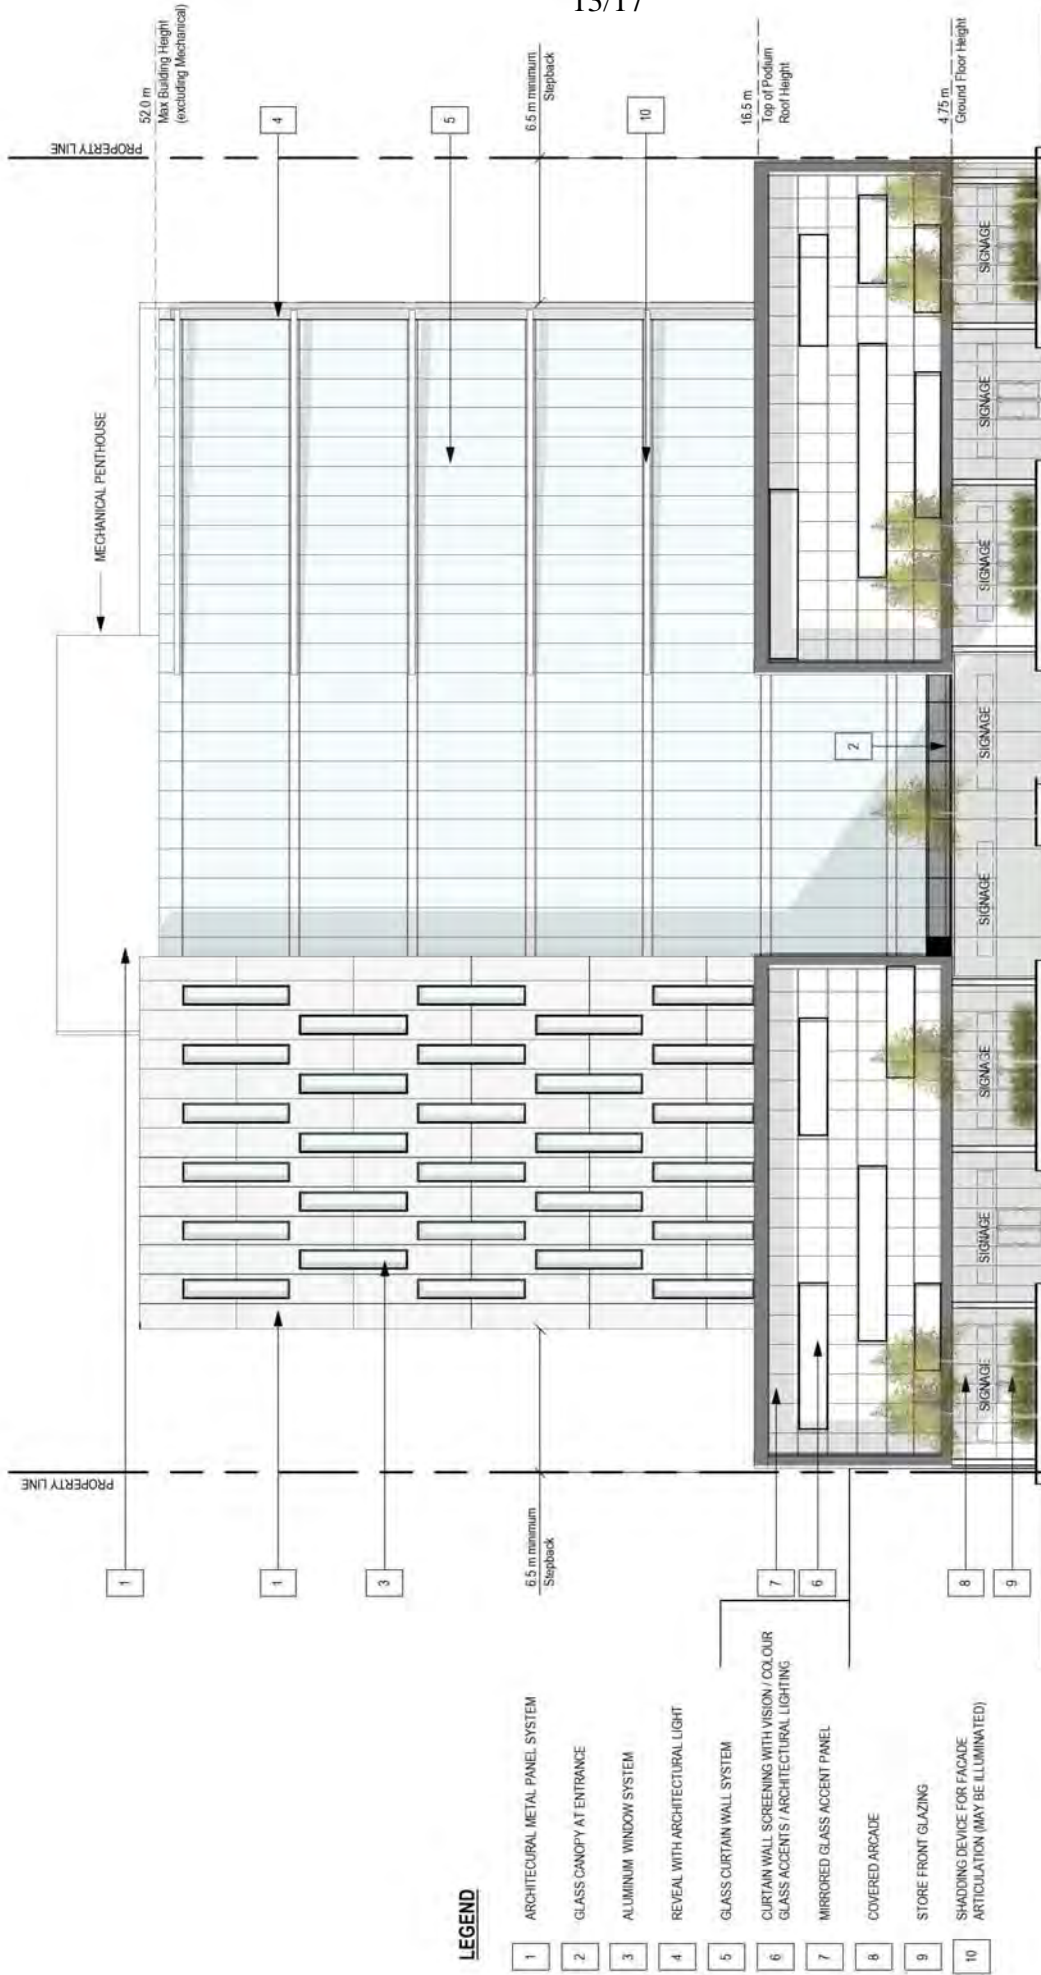 13/17
PROPERTY LINE
PROPERTY LINE
MECHANICAL PENTHOUSE
52.0 m
Max Building Height
(excluding Mechanical)
1
1
3
4
5
6.5 m minimum
Stepback
6.5 m minimum
Stepback
10
16.5 m
Top of Podium
Roof Height
7
6
2
4.75 m
Ground Floor Height
8
9
SIGNAGE
SIGNAGE
SIGNAGE
SIGNAGE
SIGNAGE
SIGNAGE
SIGNAGE
SIGNAGE
LEGEND
1 ARCHITECURAL METAL PANEL SYSTEM
2 GLASS CANOPY AT ENTRANCE
3 ALUMINUM WINDOW SYSTEM
4 REVEAL WITH ARCHITECTURAL LIGHT
5 GLASS CURTAIN WALL SYSTEM
6 CURTAIN WALL SCREENING WITH VISION / COLOUR
GLASS ACCENTS / ARCHITECTURAL LIGHTING
7 MIRRORED GLASS ACCENT PANEL
8 COVERED ARCADE
9 STORE FRONT GLAZING
10 SHADDING DEVICE FOR FACADE
ARTICULATION (MAY BE ILLUMINATED)